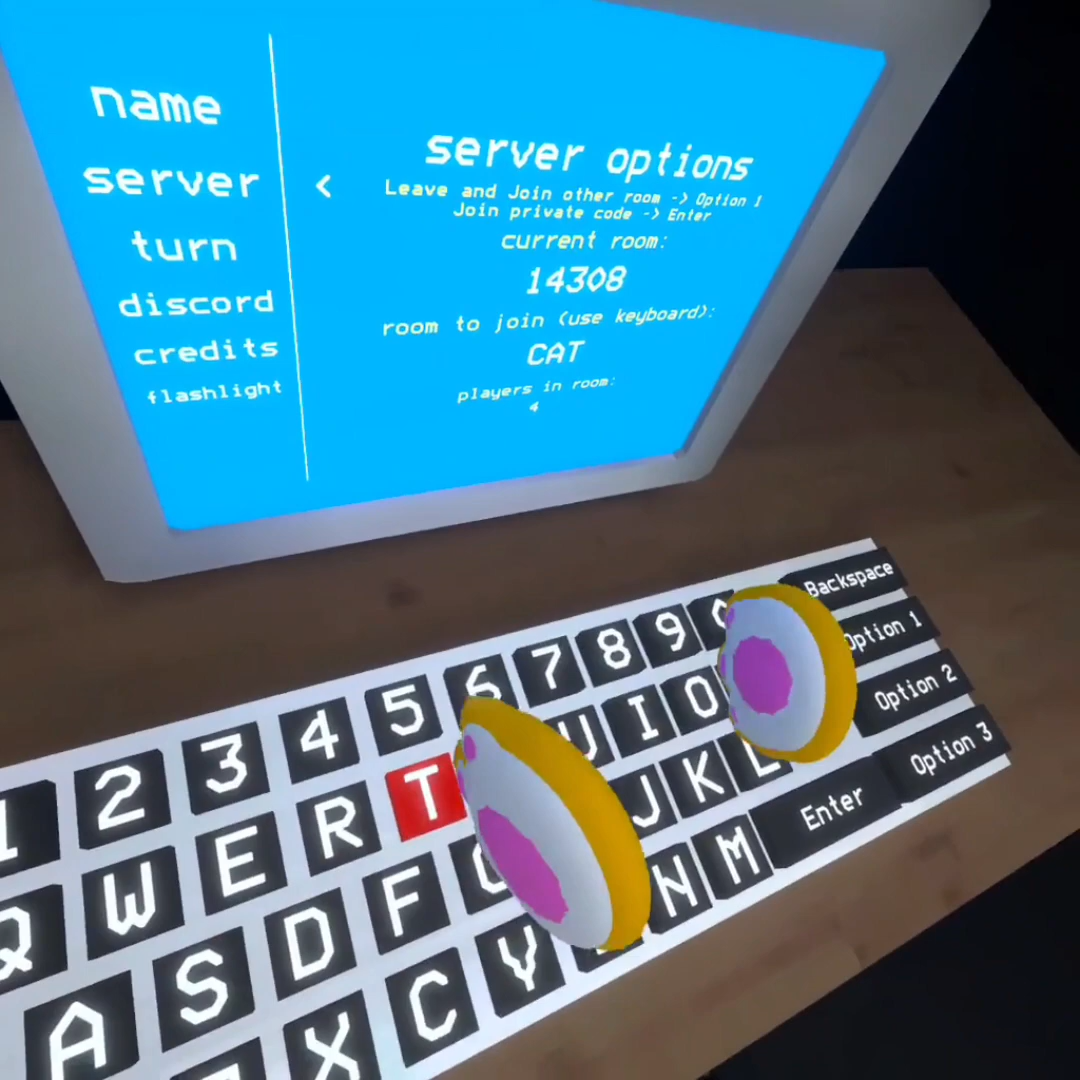 name
server
turn
discord
credits
flashlight
<
server options
Leave and Join other room -> Option 1
Join private code -> Enter
current room:
14308
room to join (use keyboard):
CAT
players in room:
4
1 2 3 4 5 6 7 8 9 Backspace
Q W E R T U I O Option 1
A S D F J K L Option 2
X C Y N M Enter Option 3